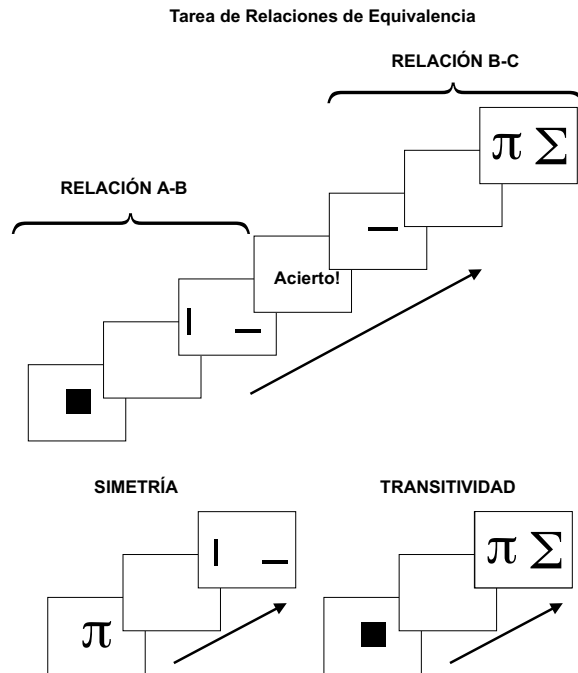 Tarea de Relaciones de Equivalencia
RELACIÓN B-C
π Σ
RELACIÓN A-B
Acierto!
SIMETRÍA
TRANSITIVIDAD
π Σ
π